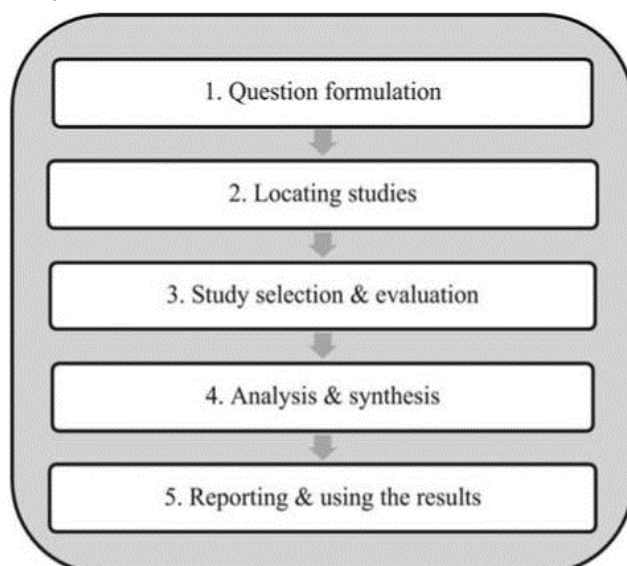 1. Question formulation
2. Locating studies
3. Study selection & evaluation
4. Analysis & synthesis
5. Reporting & using the results